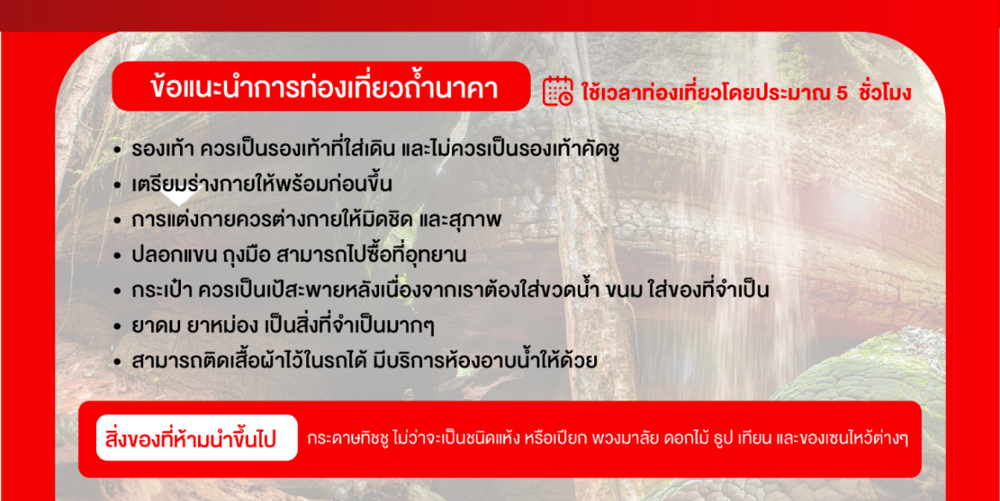 ข้อแนะนำการท่องเที่ยวถ้ำนาคา
ใช้เวลาท่องเที่ยวโดยประมาณ 5 ชั่วโมง
• รองเท้า ควรเป็นรองเท้าที่ใส่เดิน และไม่ควรเป็นรองเท้าคัดชู
• เตรียมร่างกายให้พร้อมก่อนขึ้น
• การแต่งกายควรต่างกายให้มิดชิด และสุภาพ
• ปลอกแขน ถุงมือ สามารถไปซื้อที่อุทยาน
• กระเป๋า ควรเป็นเป้สะพายหลังเนื่องจากเราต้องใส่ขวดน้ำ ขนม ใส่ของที่จำเป็น
• ยาดม ยาหม่อง เป็นสิ่งที่จำเป็นมากๆ
• สามารถติดเสื้อผ้าไว้ในรถได้ มีบริการห้องอาบน้ำให้ด้วย
สิ่งของที่ห้ามนำขึ้นไป
กระดาษทิชชู ไม่ว่าจะเป็นชนิดแห้ง หรือเปียก พวงมาลัย ดอกไม้ ธูป เทียน และของเซนไหว้ต่างๆ